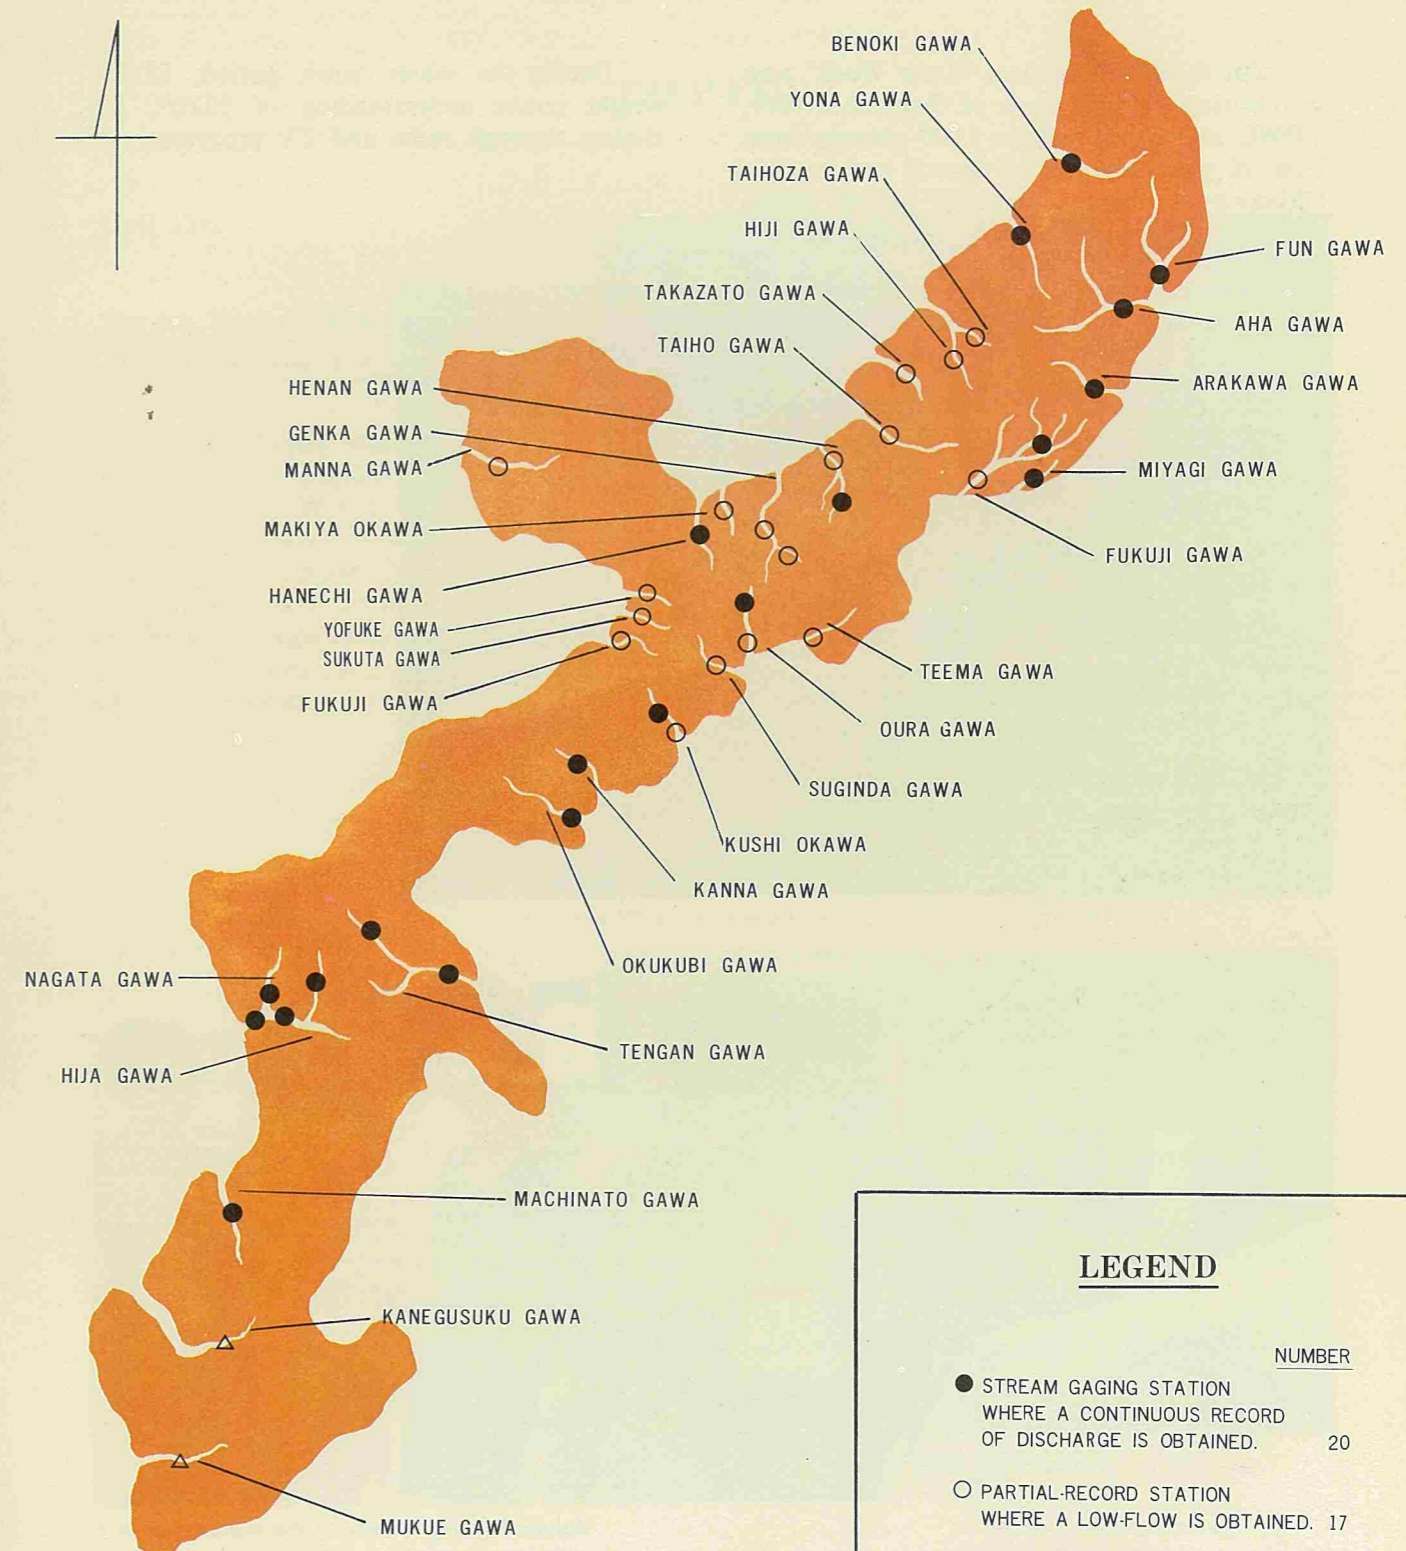 BENOKI GAWA
YONA GAWA
TAIHOZA GAWA
HIJI GAWA
FUN GAWA
TAKAZATO GAWA
AHA GAWA
TAIHO GAWA
HENAN GAWA
ARAKAWA GAWA
GENKA GAWA
MANNA GAWA
MIYAGI GAWA
MAKIYA OKAWA
FUKUJI GAWA
HANECHI GAWA
YOFUKE GAWA
SUKUTA GAWA
TEEMA GAWA
FUKUJI GAWA
OURA GAWA
SUGINDA GAWA
KUSHI OKAWA
KANNA GAWA
OKUKUBI GAWA
NAGATA GAWA
TENGAN GAWA
HIJA GAWA
MACHINATO GAWA
KANEGUSUKU GAWA
MUKUE GAWA
LEGEND
NUMBER
STREAM GAGING STATION
WHERE A CONTINUOUS RECORD
OF DISCHARGE IS OBTAINED. 20
PARTIAL-RECORD STATION
WHERE A LOW-FLOW IS OBTAINED. 17